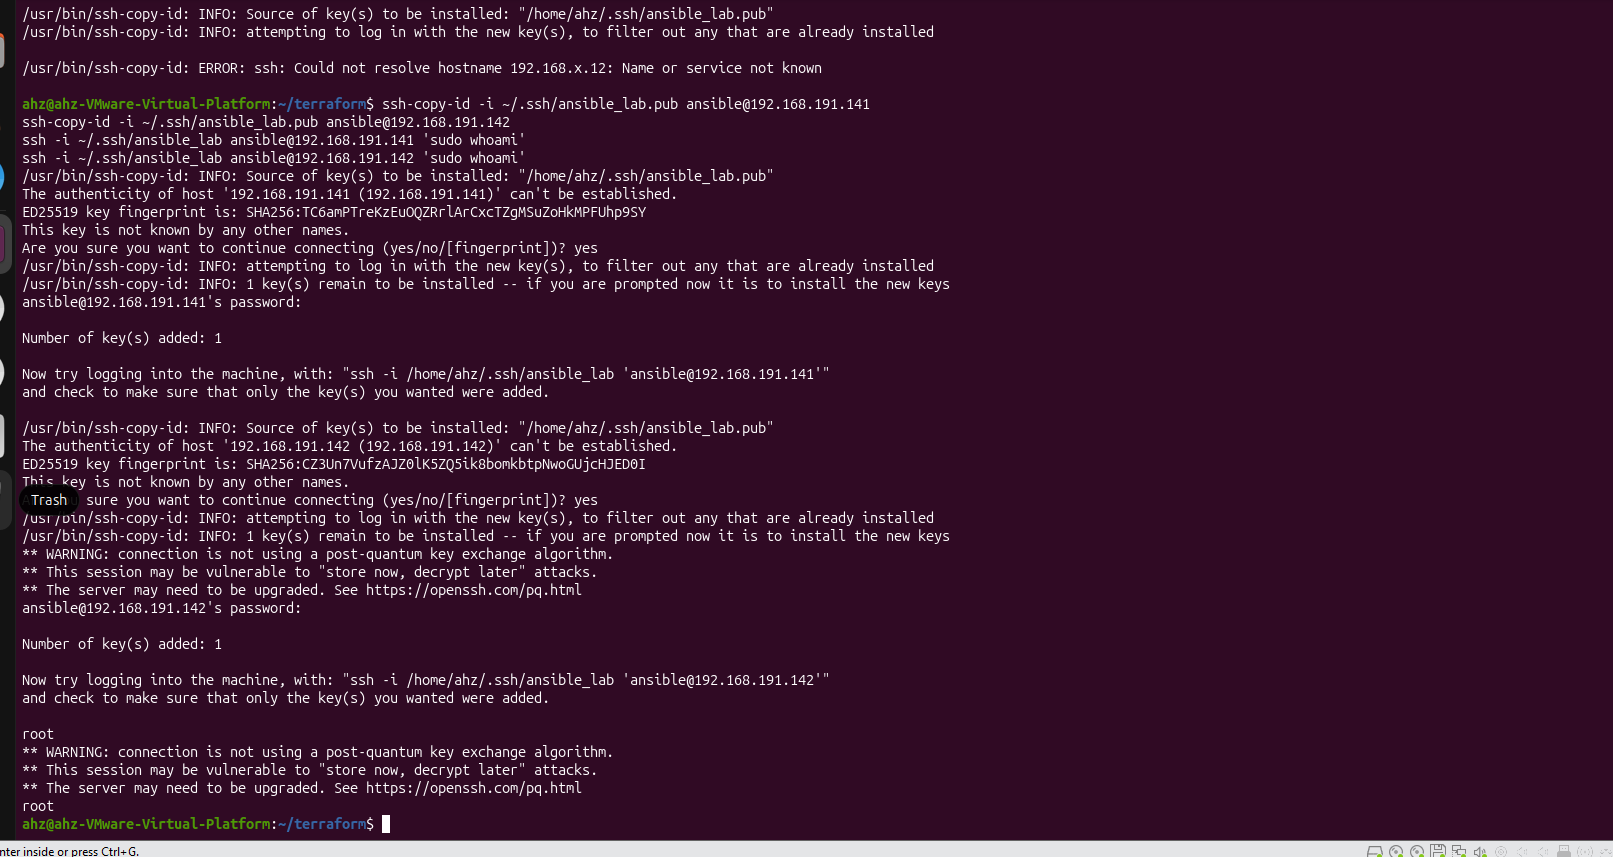 /usr/bin/ssh-copy-id: INFO: Source of key(s) to be installed: "/home/ahz/.ssh/ansible_lab.pub"
/usr/bin/ssh-copy-id: INFO: attempting to log in with the new key(s), to filter out any that are already installed
/usr/bin/ssh-copy-id: ERROR: ssh: Could not resolve hostname 192.168.x.12: Name or service not known
ahz@ahz-VMware-Virtual-Platform:~/terraform$ ssh-copy-id -i ~/.ssh/ansible_lab.pub ansible@192.168.191.141
ssh-copy-id -i ~/.ssh/ansible_lab.pub ansible@192.168.191.142
ssh -i ~/.ssh/ansible_lab ansible@192.168.191.141 'sudo whoami'
ssh -i ~/.ssh/ansible_lab ansible@192.168.191.142 'sudo whoami'
/usr/bin/ssh-copy-id: INFO: Source of key(s) to be installed: "/home/ahz/.ssh/ansible_lab.pub"
The authenticity of host '192.168.191.141 (192.168.191.141)' can't be established.
ED25519 key fingerprint is: SHA256:TC6amPTreKzEuOQZRrlArCxcTZgMSuZoHkMPFUhp9SY
This key is not known by any other names.
Are you sure you want to continue connecting (yes/no/[fingerprint])? yes
/usr/bin/ssh-copy-id: INFO: attempting to log in with the new key(s), to filter out any that are already installed
/usr/bin/ssh-copy-id: INFO: 1 key(s) remain to be installed -- if you are prompted now it is to install the new keys
ansible@192.168.191.141's password:
Number of key(s) added: 1
Now try logging into the machine, with: "ssh -i /home/ahz/.ssh/ansible_lab 'ansible@192.168.191.141'"
and check to make sure that only the key(s) you wanted were added.
/usr/bin/ssh-copy-id: INFO: Source of key(s) to be installed: "/home/ahz/.ssh/ansible_lab.pub"
The authenticity of host '192.168.191.142 (192.168.191.142)' can't be established.
ED25519 key fingerprint is: SHA256:CZ3Un7VufzAJZ0lK5ZQ5ik8bomkbtpNwoGUjcHJED0I
This key is not known by any other names.
Trash sure you want to continue connecting (yes/no/[fingerprint])? yes
/usr/bin/ssh-copy-id: INFO: attempting to log in with the new key(s), to filter out any that are already installed
/usr/bin/ssh-copy-id: INFO: 1 key(s) remain to be installed -- if you are prompted now it is to install the new keys
** WARNING: connection is not using a post-quantum key exchange algorithm.
** This session may be vulnerable to "store now, decrypt later" attacks.
** The server may need to be upgraded. See https://openssh.com/pq.html
ansible@192.168.191.142's password:
Number of key(s) added: 1
Now try logging into the machine, with: "ssh -i /home/ahz/.ssh/ansible_lab 'ansible@192.168.191.142'"
and check to make sure that only the key(s) you wanted were added.
root
** WARNING: connection is not using a post-quantum key exchange algorithm.
** This session may be vulnerable to "store now, decrypt later" attacks.
** The server may need to be upgraded. See https://openssh.com/pq.html
root
ahz@ahz-VMware-Virtual-Platform:~/terraform$
nter inside or press Ctrl+G.